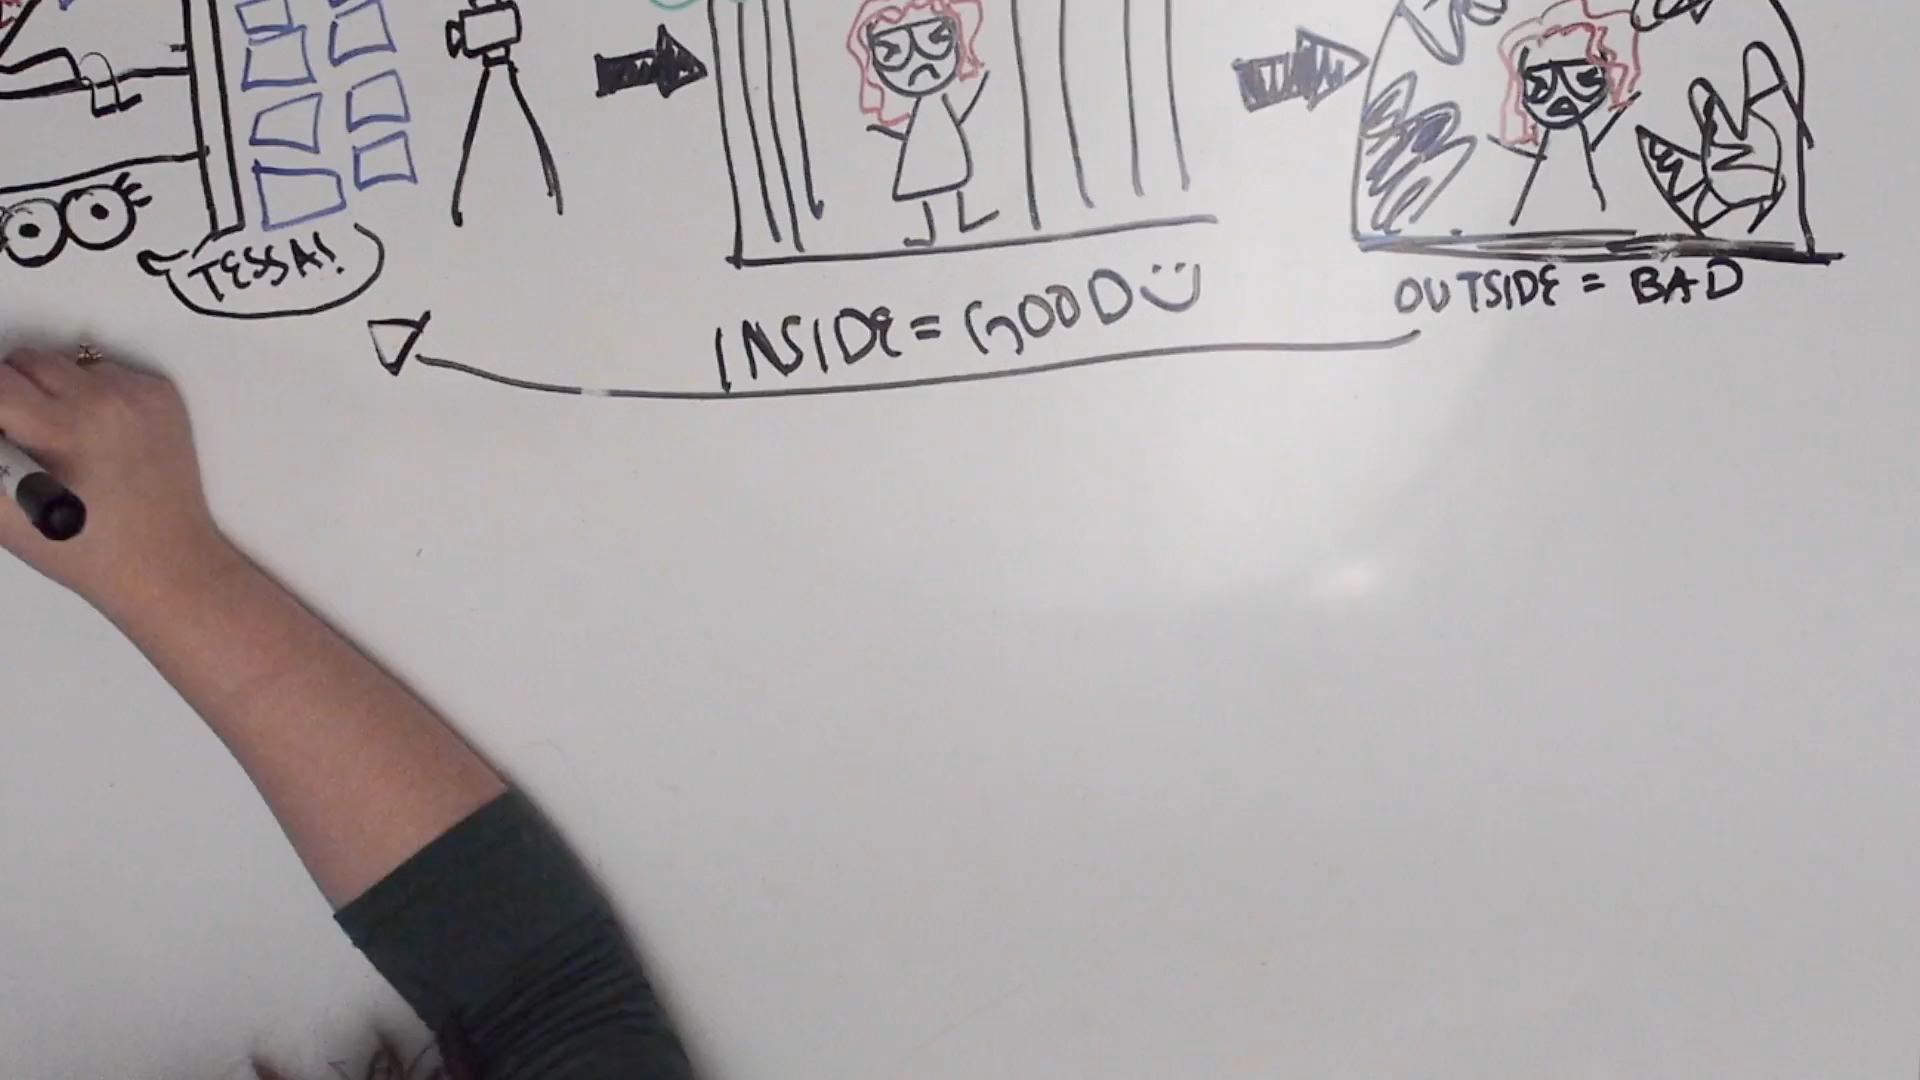 TESSA!
INSIDE = GOOD
OUTSIDE = BAD